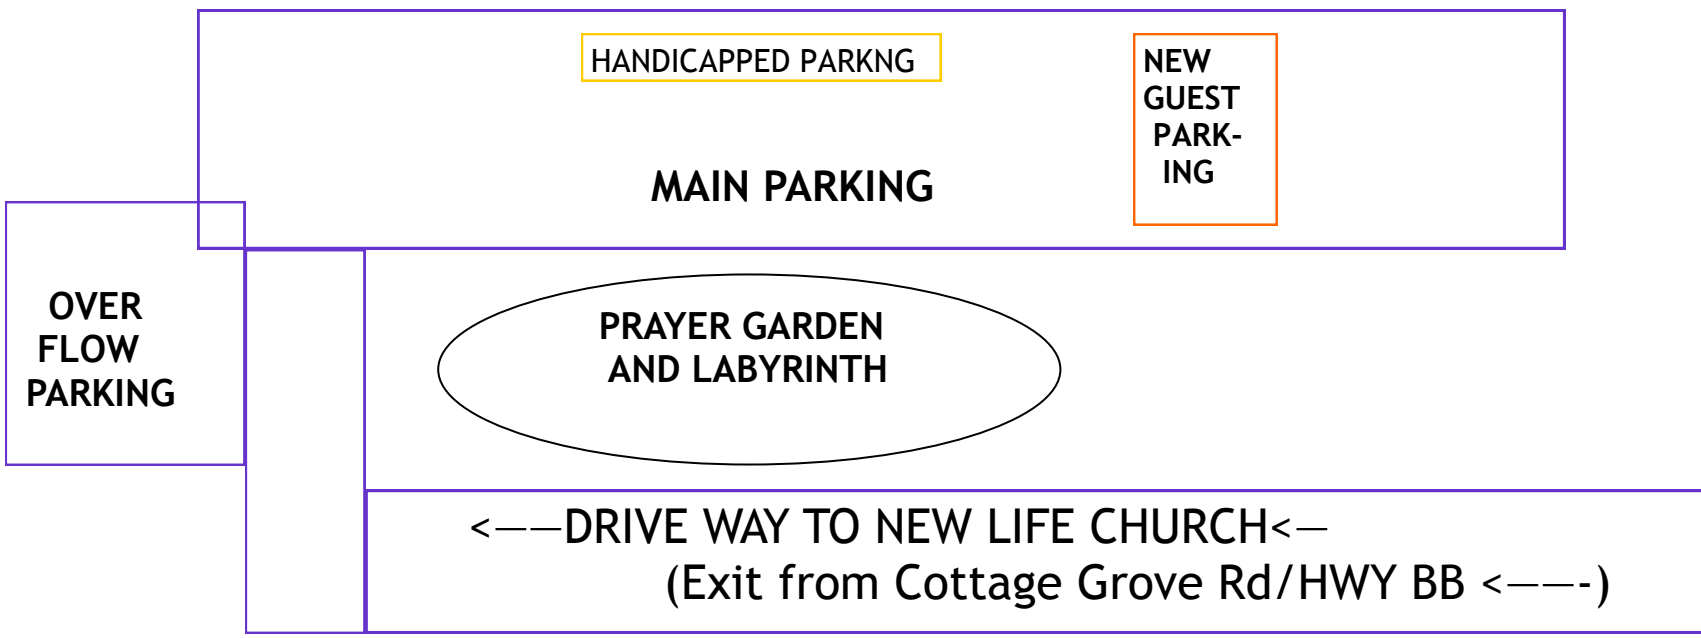 HANDICAPPED PARKNG
NEW
GUEST
PARK-
ING
MAIN PARKING
OVER
FLOW
PARKING
PRAYER GARDEN
AND LABYRINTH
<——DRIVE WAY TO NEW LIFE CHURCH<—
(Exit from Cottage Grove Rd/HWY BB <——-)